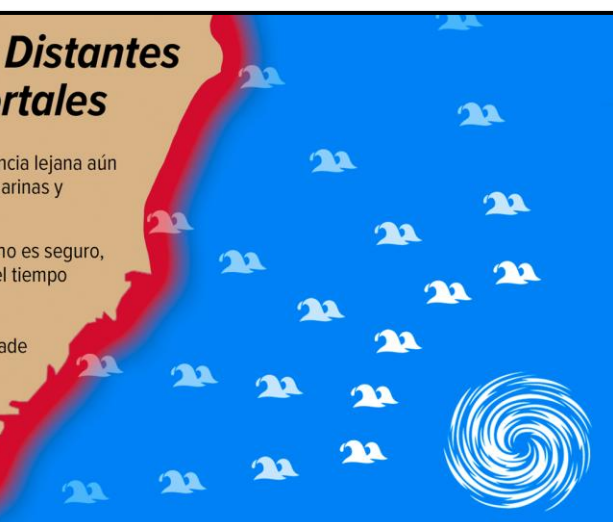 Distantes
rtales
ncia lejana aún
arinas y
no es seguro,
el tiempo
ade